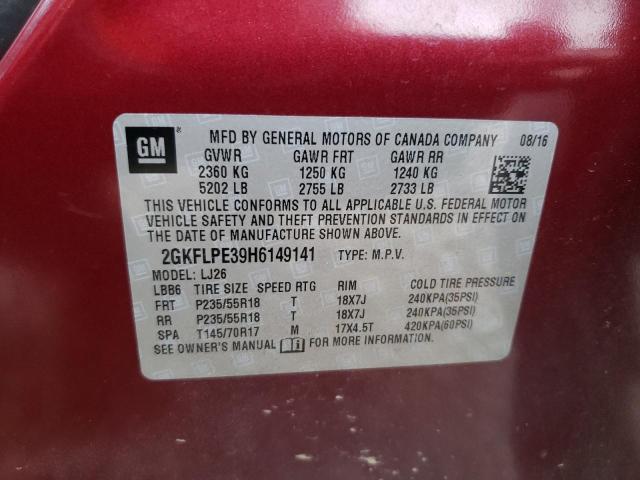 GM
MFD BY GENERAL MOTORS OF CANADA COMPANY 08/16
GVWR GAWR FRT GAWR RR
2360 KG 1250 KG 1240 KG
5202 LB 2755 LB 2733 LB
THIS VEHICLE CONFORMS TO ALL APPLICABLE U.S. FEDERAL MOTOR
VEHICLE SAFETY AND THEFT PREVENTION STANDARDS IN EFFECT ON
THE DATE OF MANUFACTURE SHOWN ABOVE.
2GKFLPE39H6149141 TYPE: M.P.V.
MODEL: LJ26
LBB6 TIRE SIZE SPEED RTG RIM COLD TIRE PRESSURE
FRT P235/55R18 T 18X7J 240KPA(35PSI)
RR P235/55R18 T 18X7J 240KPA(35PSI)
SPA T145/70R17 M 17X4.5T 420KPA(60PSI)
SEE OWNER'S MANUAL FOR MORE INFORMATION.